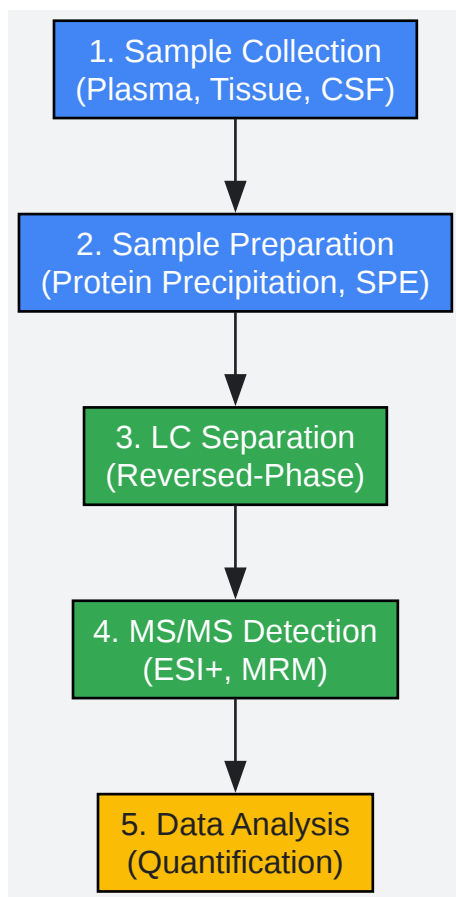 1. Sample Collection
(Plasma, Tissue, CSF)
2. Sample Preparation
(Protein Precipitation, SPE)
3. LC Separation
(Reversed-Phase)
4. MS/MS Detection
(ESI+, MRM)
5. Data Analysis
(Quantification)